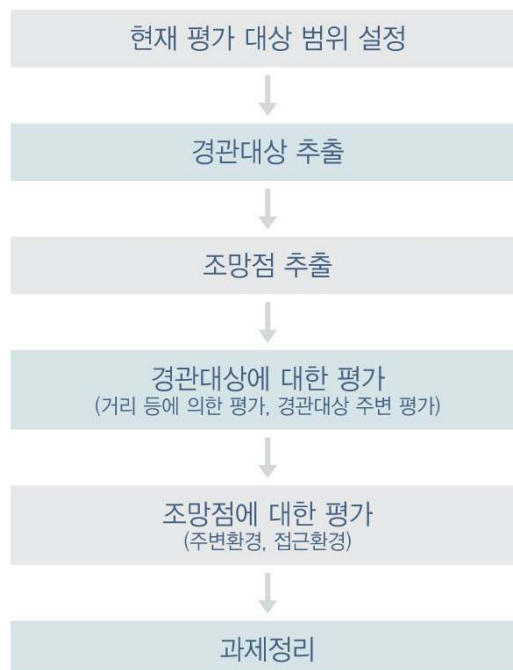 현재 평가 대상 범위 설정
경관대상 추출
조망점 추출
경관대상에 대한 평가
(거리 등에 의한 평가, 경관대상 주변 평가)
조망점에 대한 평가
(주변환경, 접근환경)
과제정리